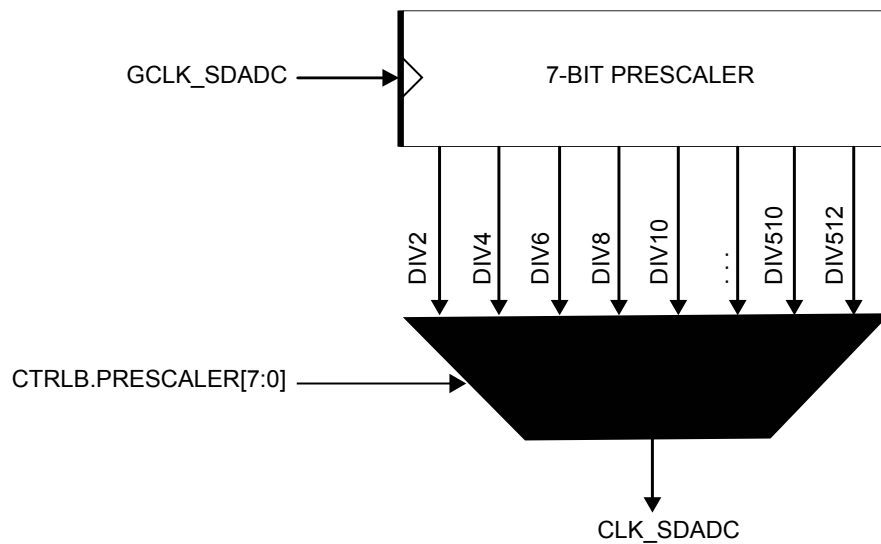 7-BIT PRESCALER
GCLK_SDADC
DIV2
DIV4
DIV6
DIV8
DIV10
. . .
DIV510
DIV512
CTRLB.PRESCALER[7:0]
CLK_SDADC